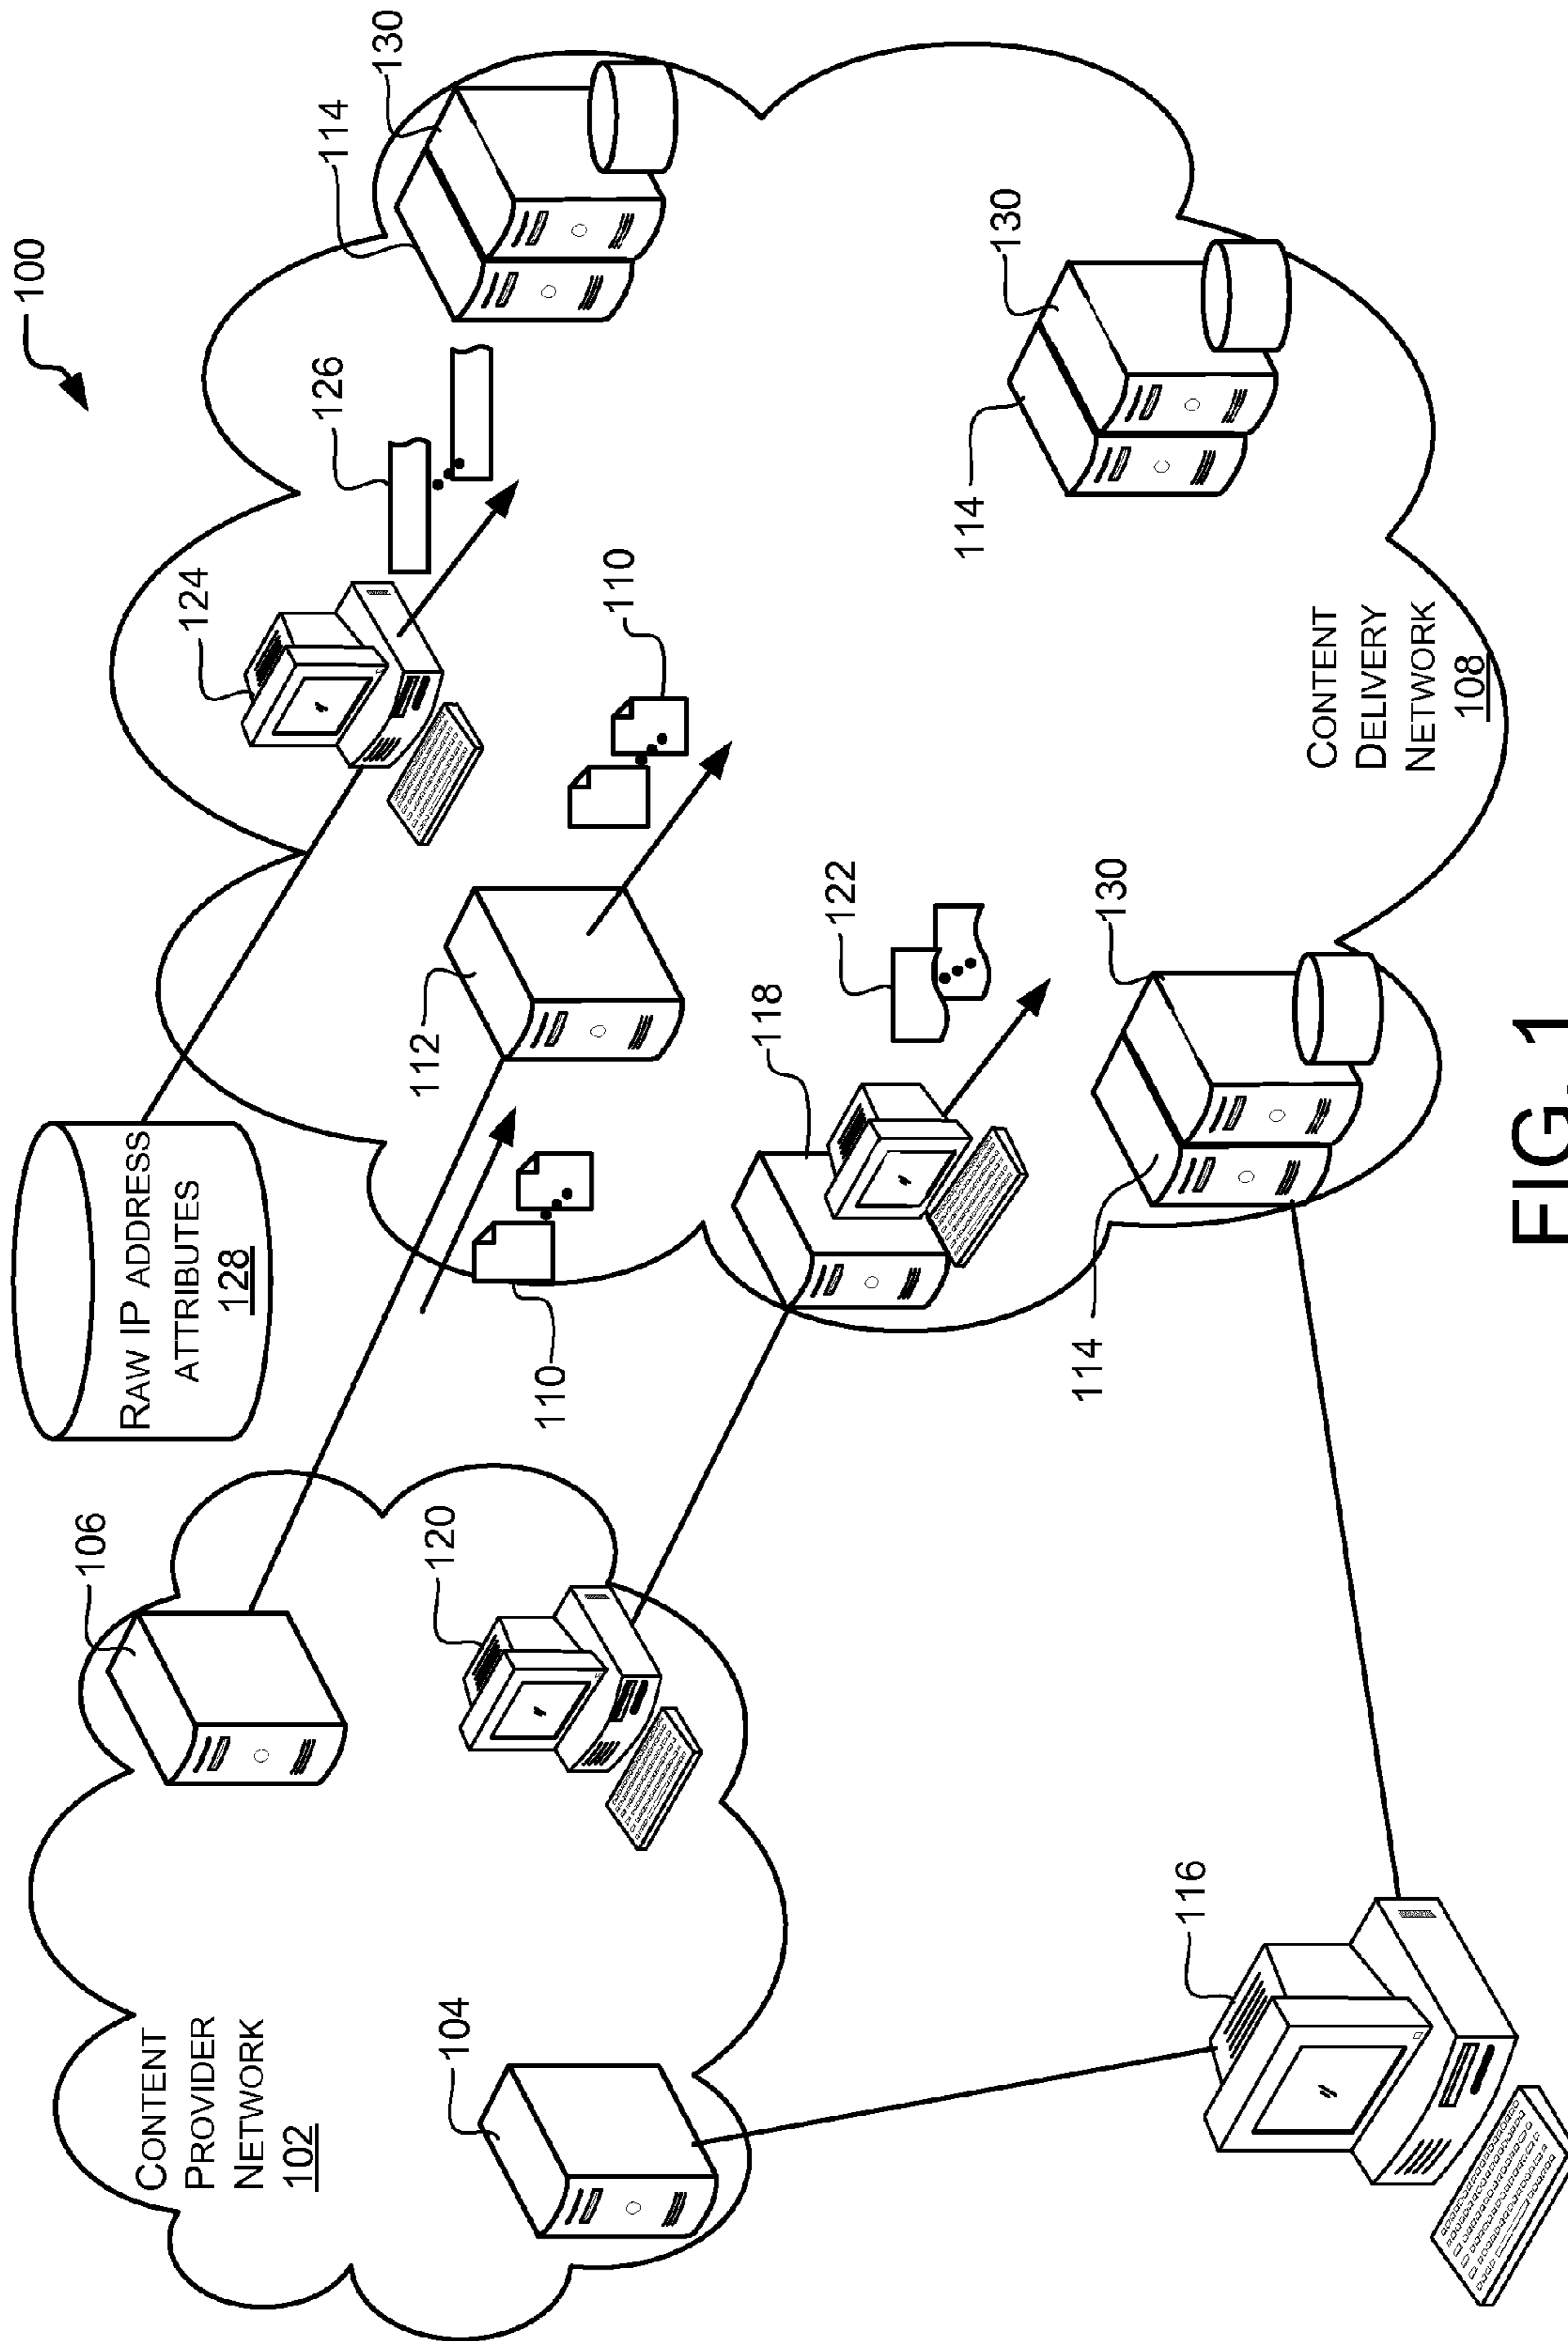 100
CONTENT
PROVIDER
NETWORK
102
104
106
120
RAW IP ADDRESS
ATTRIBUTES
128
110
112
110
124
126
114
130
118
122
114
130
114
130
CONTENT
DELIVERY
NETWORK
108
116
FIG. 1